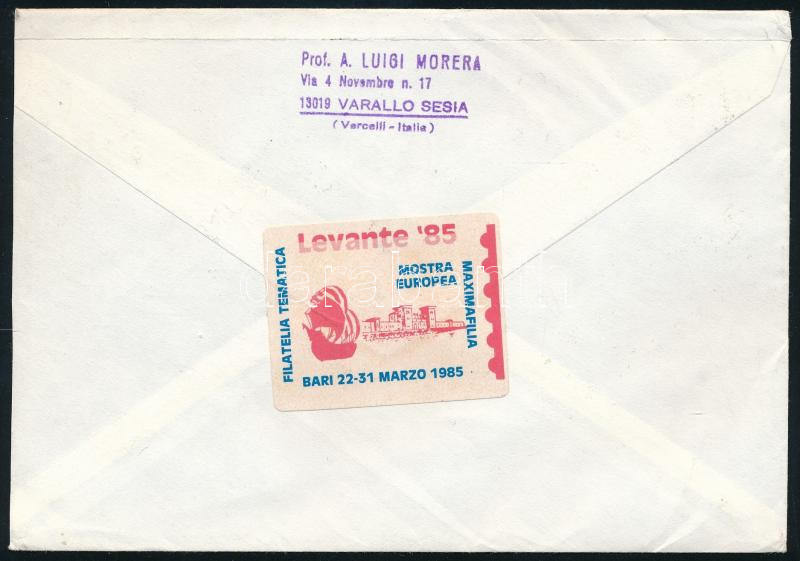 Prof. A. LUIGI MORERA
Via 4 Novembre n. 17
13019 VARALLO SESIA
(Vercelli - Italia)
Levante '85
FILATELIA TEMATICA
MOSTRA
EUROPEA
MAXIMAFILIA
BARI 22-31 MARZO 1985
darabanth